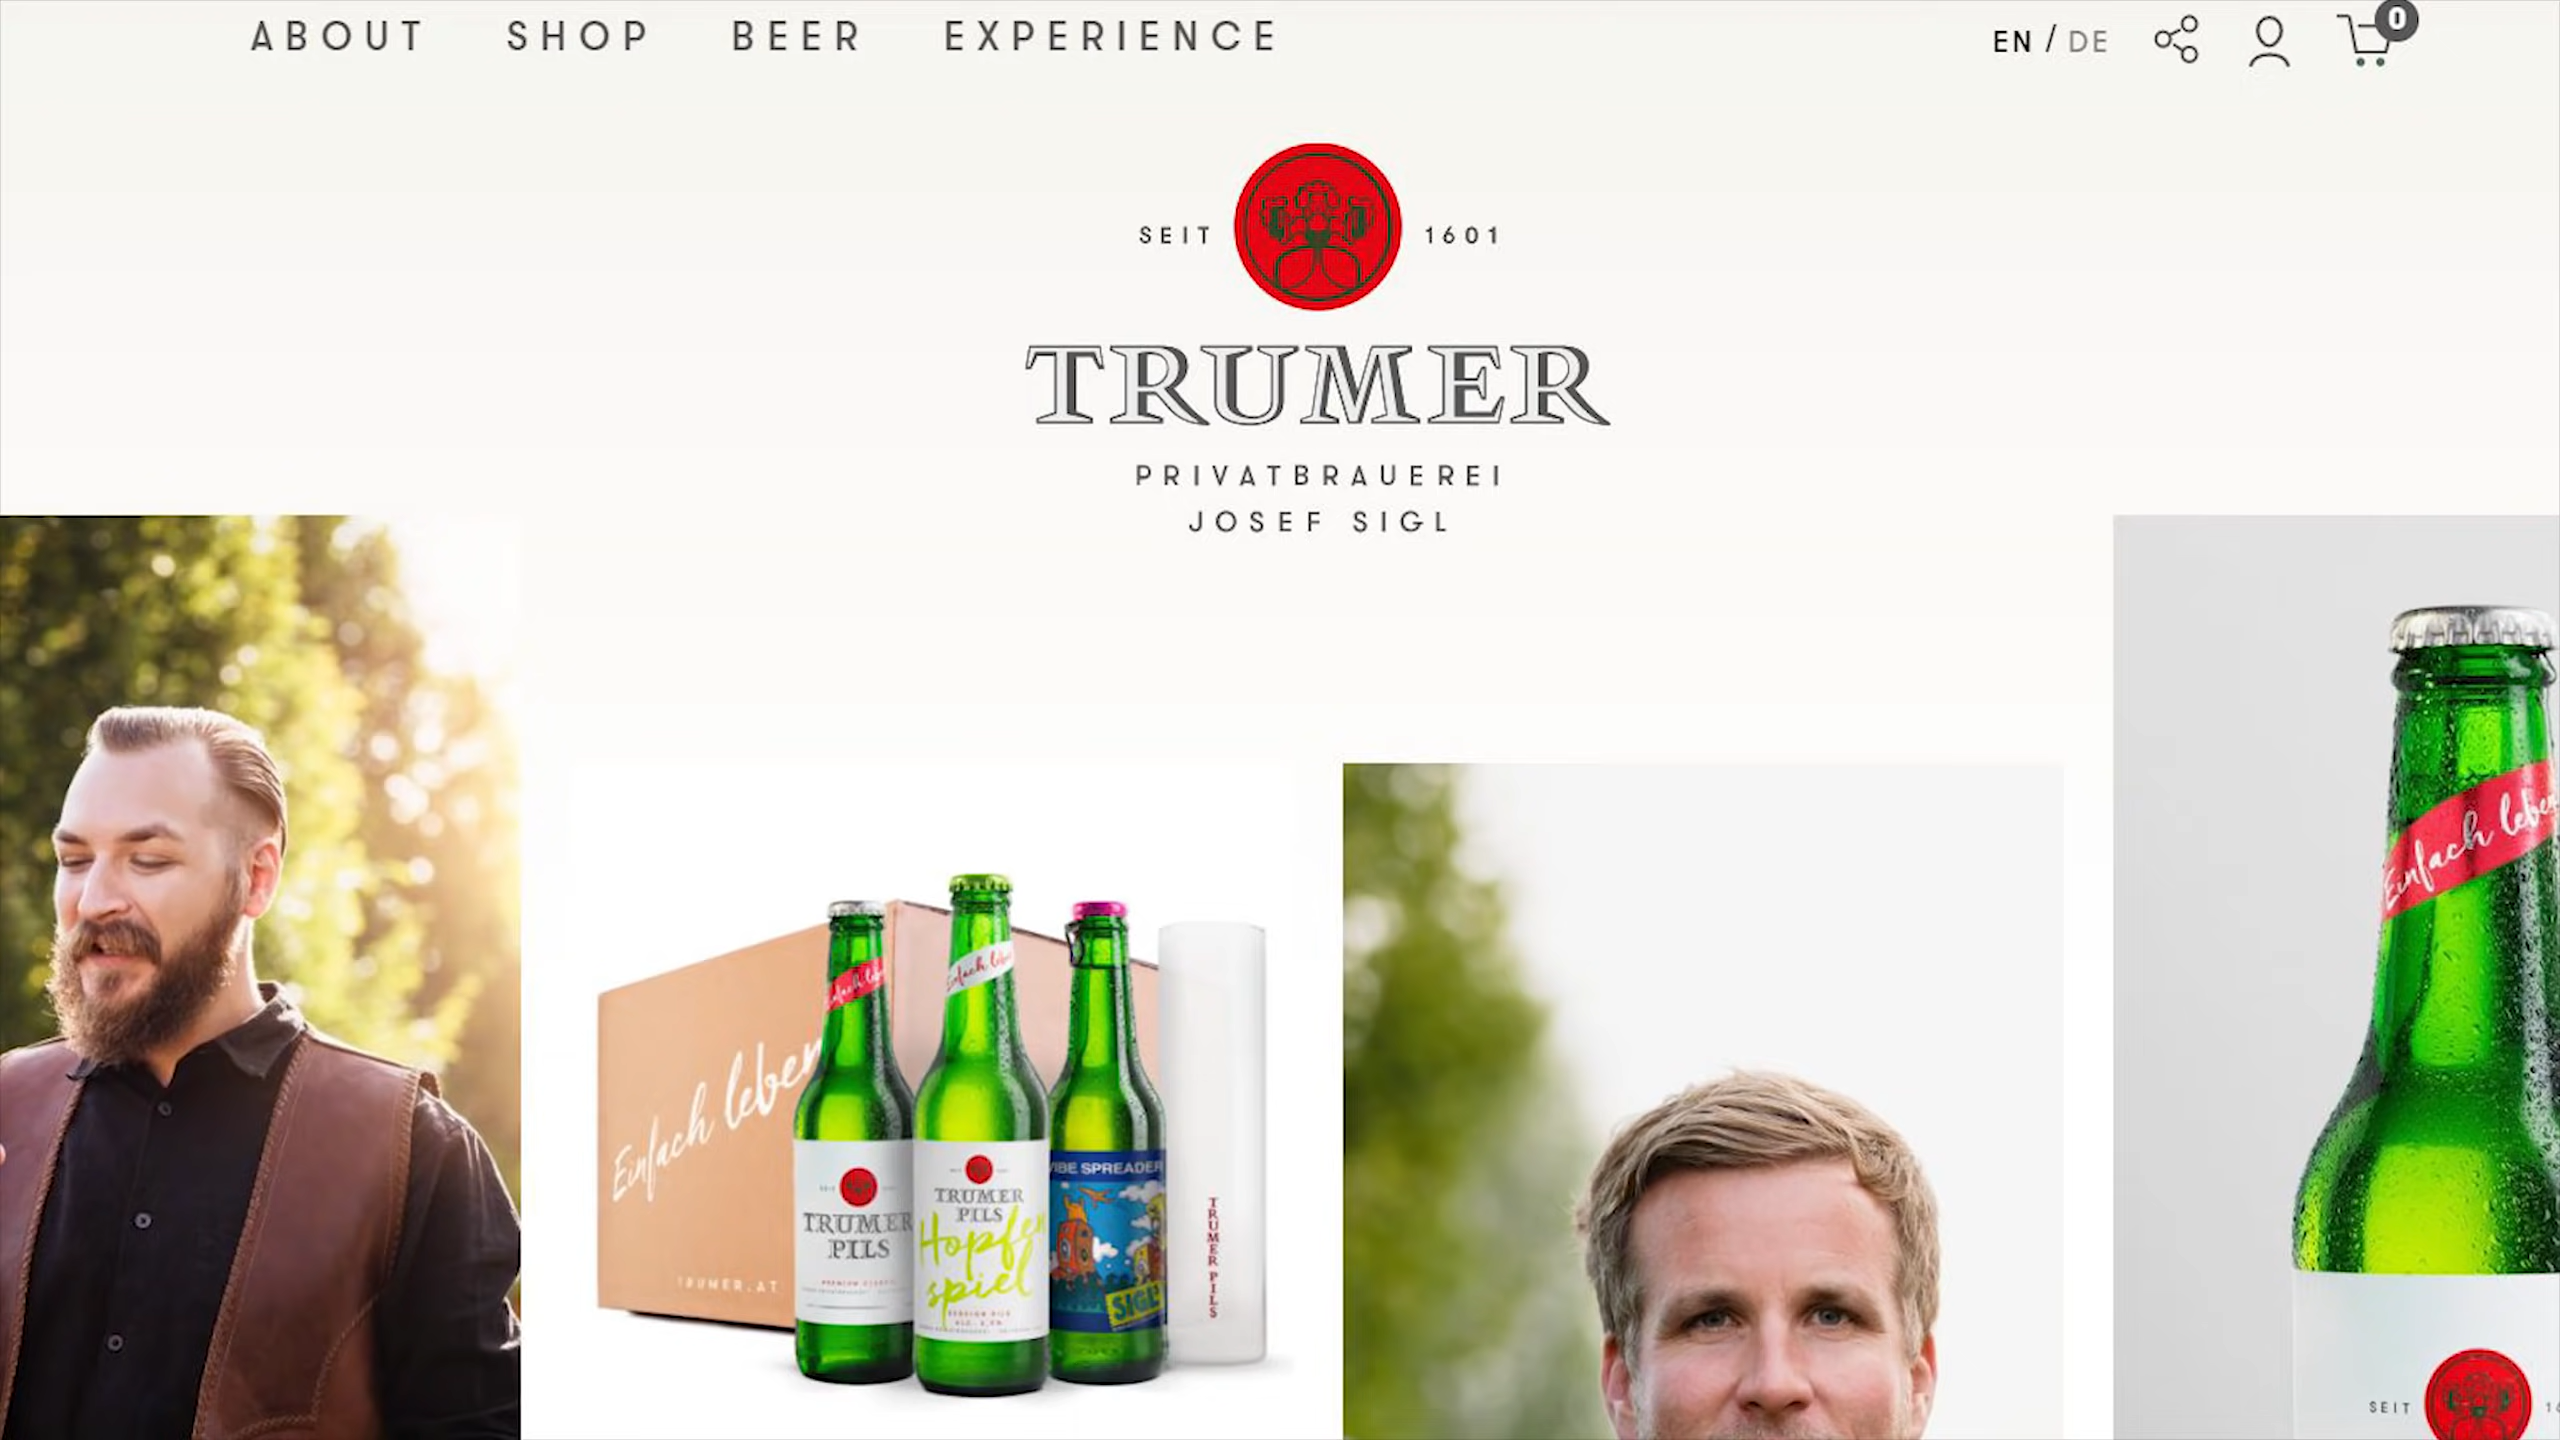 ABOUT SHOP BEER EXPERIENCE
EN / DE
0
SEIT 1601
TRUMER
PRIVATBRAUEREI
JOSEF SIGL
Einfach leben
TRUMER.AT
TRUMER
PILS
Einfach leben
TRUMER
PILS
Hopfen
spiel
VIBE SPREADER
SIGL
TRUMER PILS
Einfach leben
SEIT